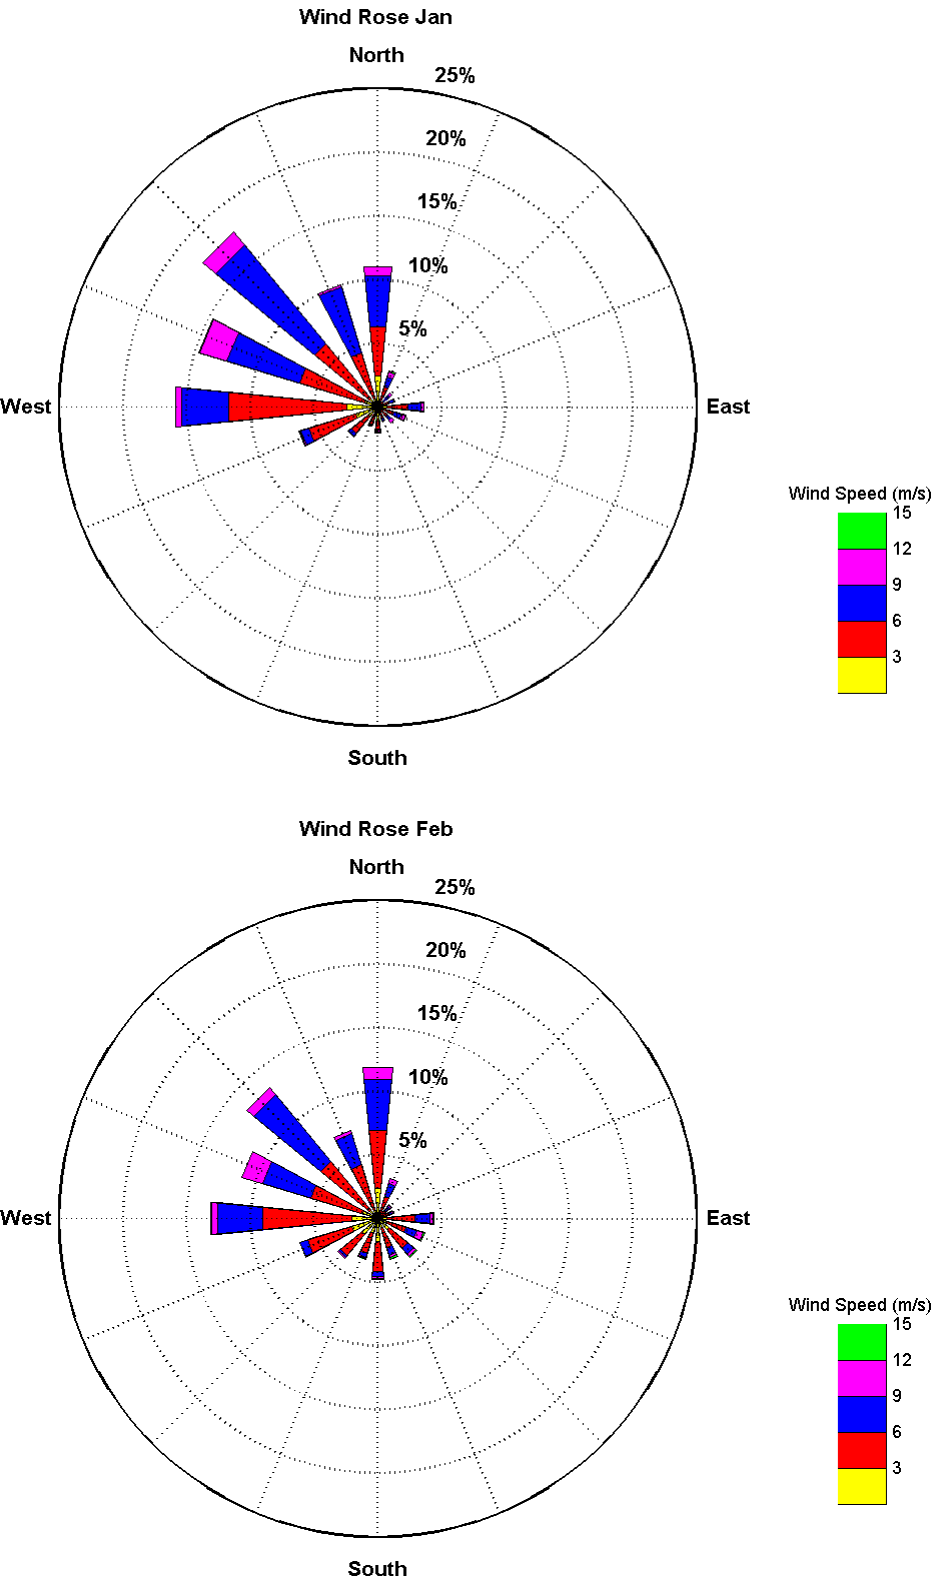 Wind Rose Jan
North
25%
20%
15%
10%
5%
West
East
Wind Speed (m/s)
15
12
9
6
3
South
Wind Rose Feb
North
25%
20%
15%
10%
5%
West
East
Wind Speed (m/s)
15
12
9
6
3
South